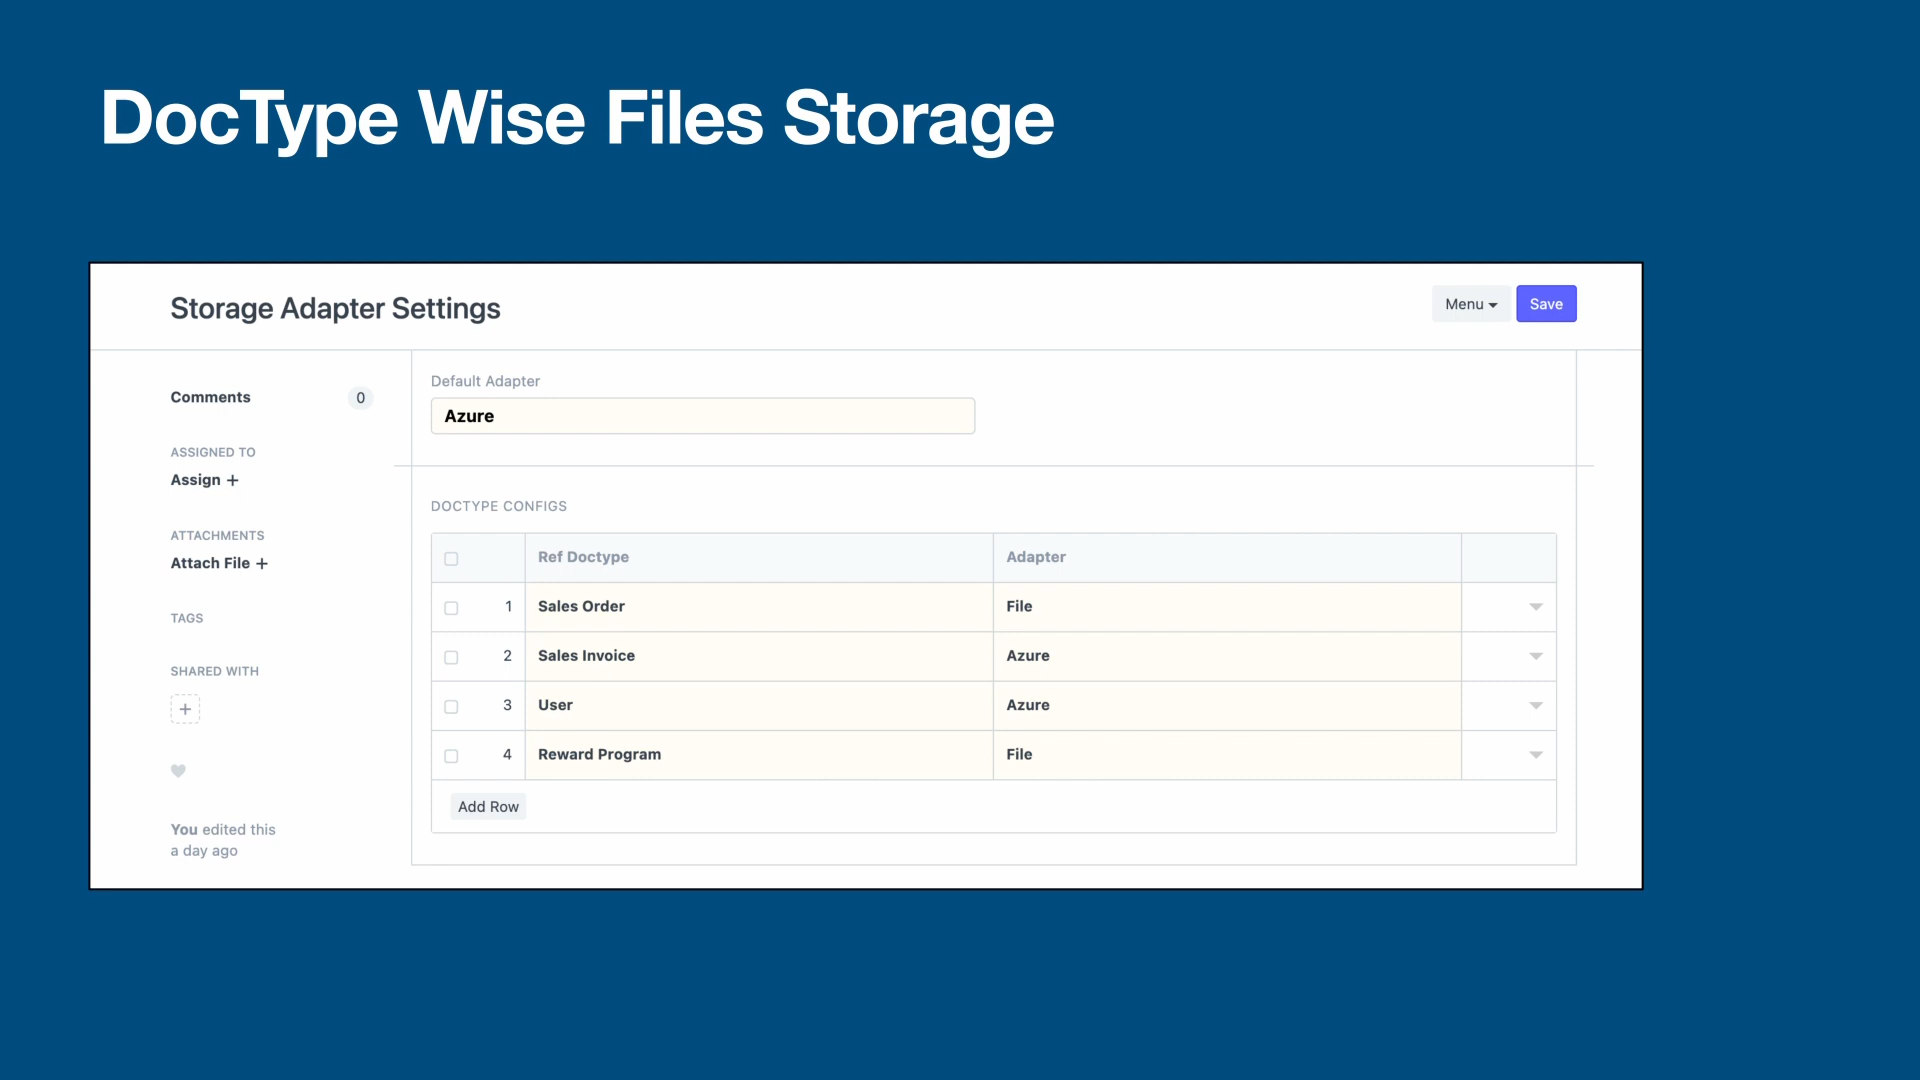 DocType Wise Files Storage
Storage Adapter Settings
Menu
Save
Comments
0
ASSIGNED TO
Assign +
ATTACHMENTS
Attach File +
TAGS
SHARED WITH
+
You edited this
a day ago
Default Adapter
Azure
DOCTYPE CONFIGS
Ref Doctype Adapter
1 Sales Order File
2 Sales Invoice Azure
3 User Azure
4 Reward Program File
Add Row